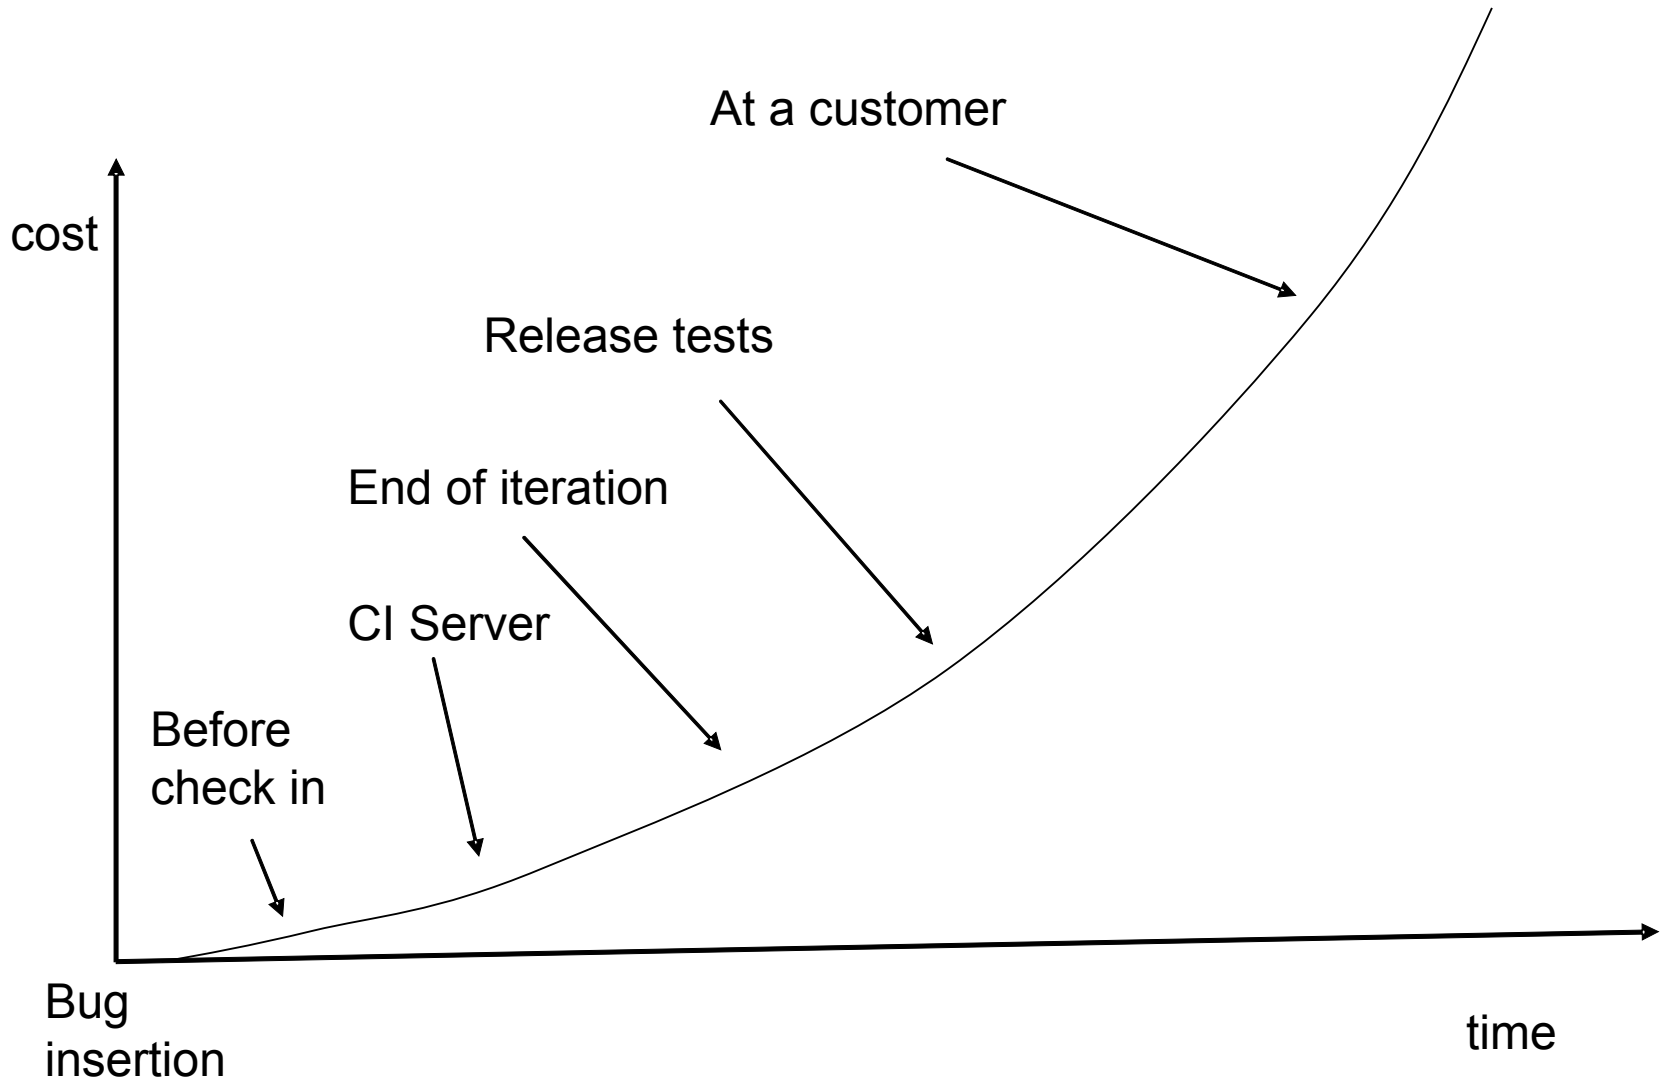 At a customer
cost
Release tests
End of iteration
CI Server
Before
check in
Bug
insertion
time